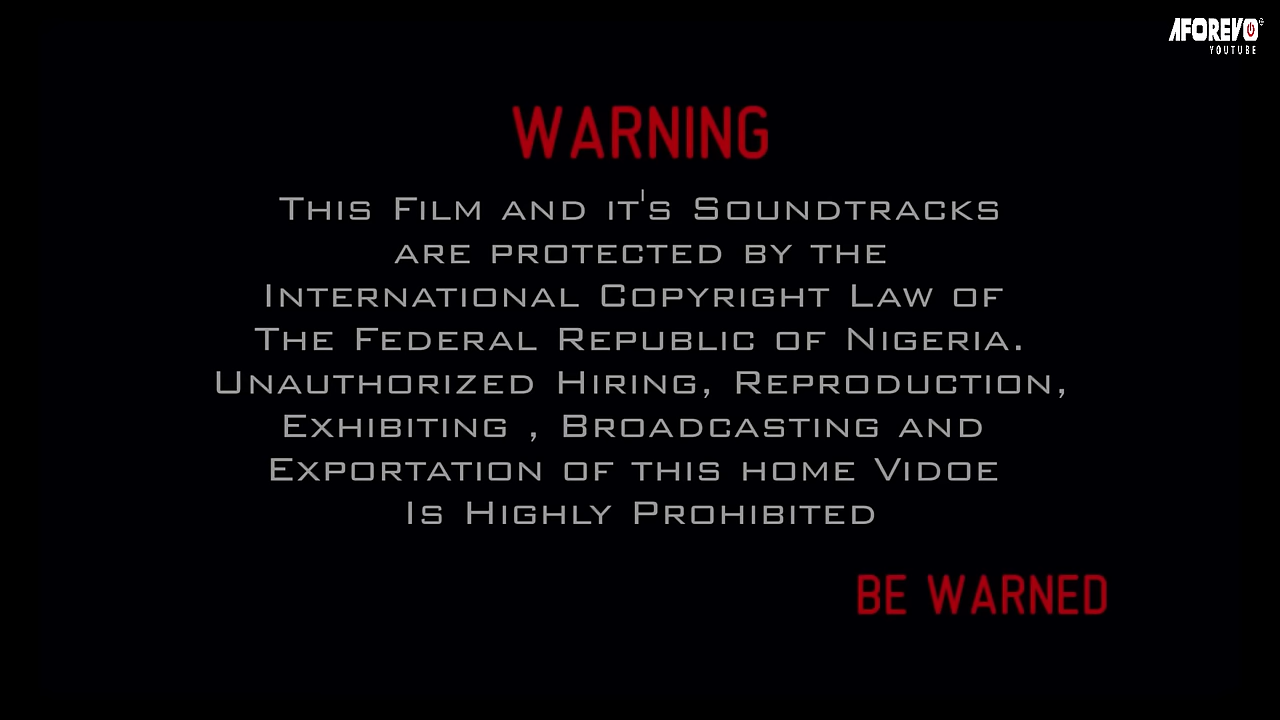 AFOREVO
YOUTUBE
WARNING
THIS FILM AND IT'S SOUNDTRACKS
ARE PROTECTED BY THE
INTERNATIONAL COPYRIGHT LAW OF
THE FEDERAL REPUBLIC OF NIGERIA.
UNAUTHORIZED HIRING, REPRODUCTION,
EXHIBITING , BROADCASTING AND
EXPORTATION OF THIS HOME VIDOE
IS HIGHLY PROHIBITED
BE WARNED